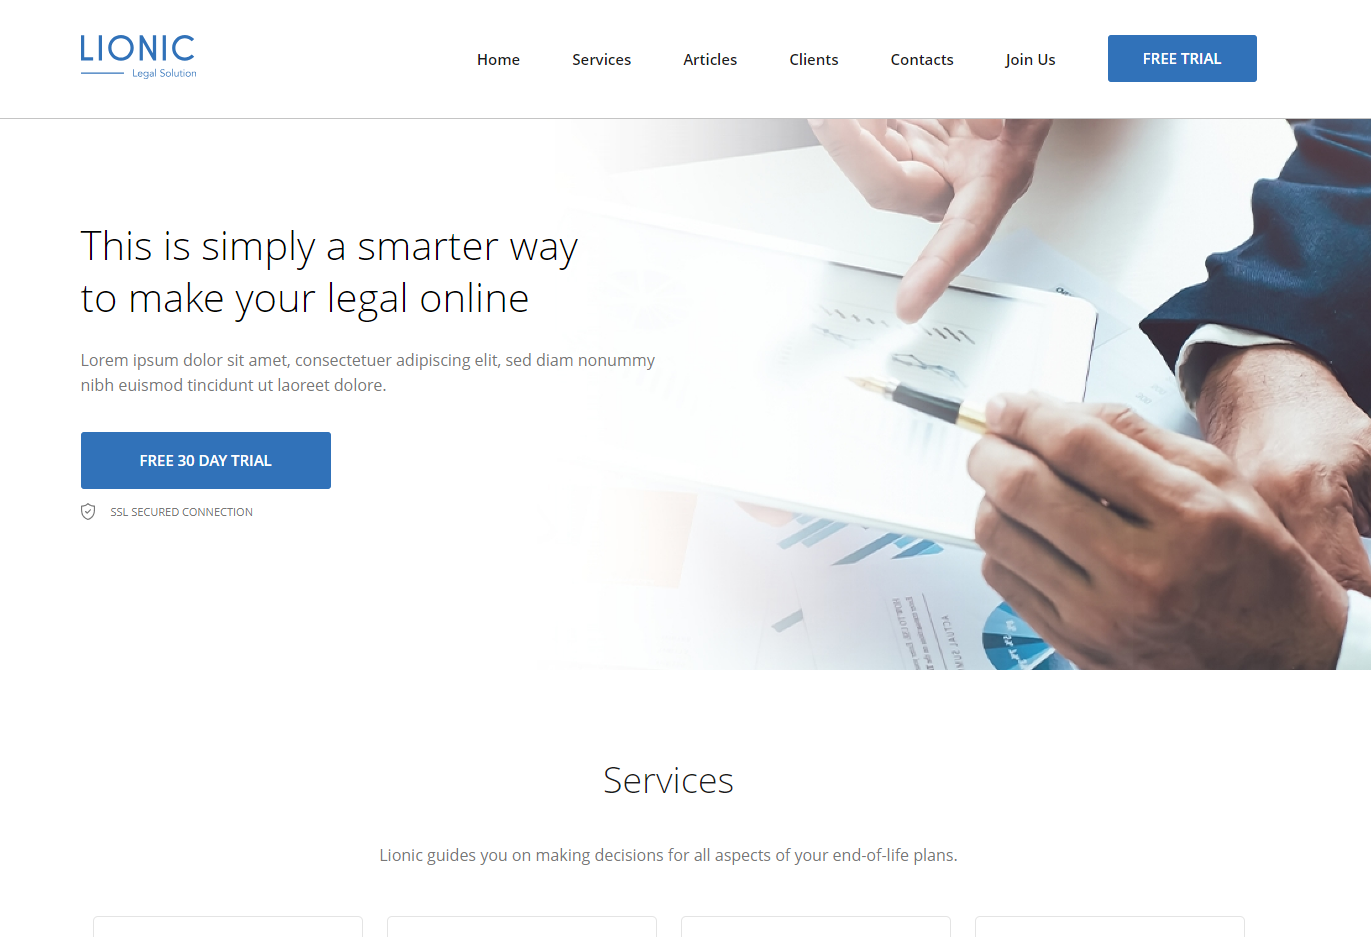 LIONIC
Legal Solution
Home Services Articles Clients Contacts Join Us FREE TRIAL
This is simply a smarter way
to make your legal online
Lorem ipsum dolor sit amet, consectetuer adipiscing elit, sed diam nonummy
nibh euismod tincidunt ut laoreet dolore.
FREE 30 DAY TRIAL
SSL SECURED CONNECTION
Services
Lionic guides you on making decisions for all aspects of your end-of-life plans.